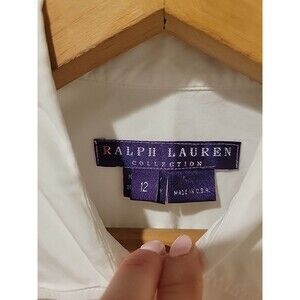 RALPH LAUREN
COLLECTION
12
MADE IN U.S.A.